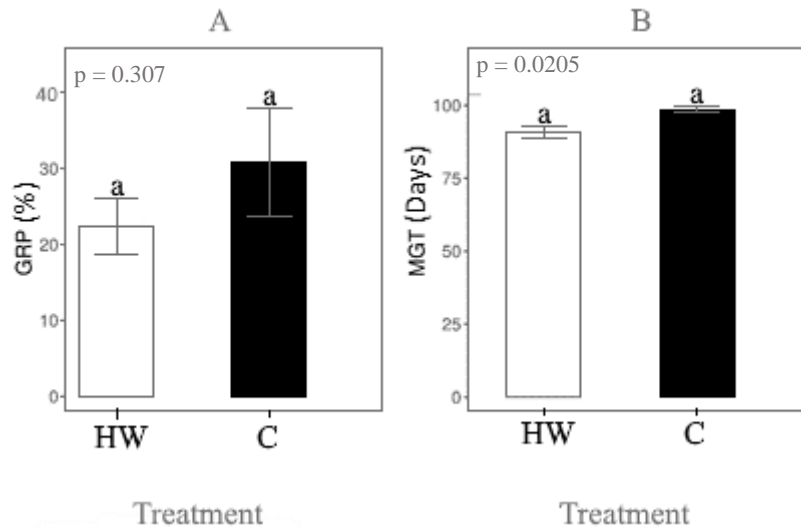 A
p = 0.307
40
30
20
10
0
GRP (%)
a
a
HW
C
Treatment
B
p = 0.0205
100
75
50
25
0
MGT (Days)
a
a
HW
C
Treatment